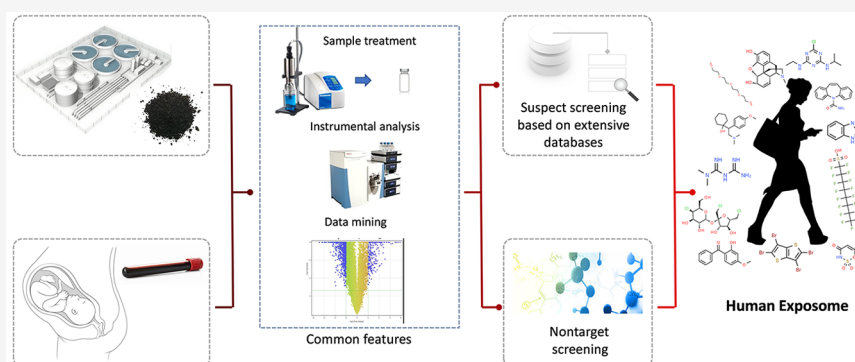 Sample treatment
Instrumental analysis
Data mining
Common features
Suspect screening
based on extensive
databases
Nontarget
screening
Human Exposome